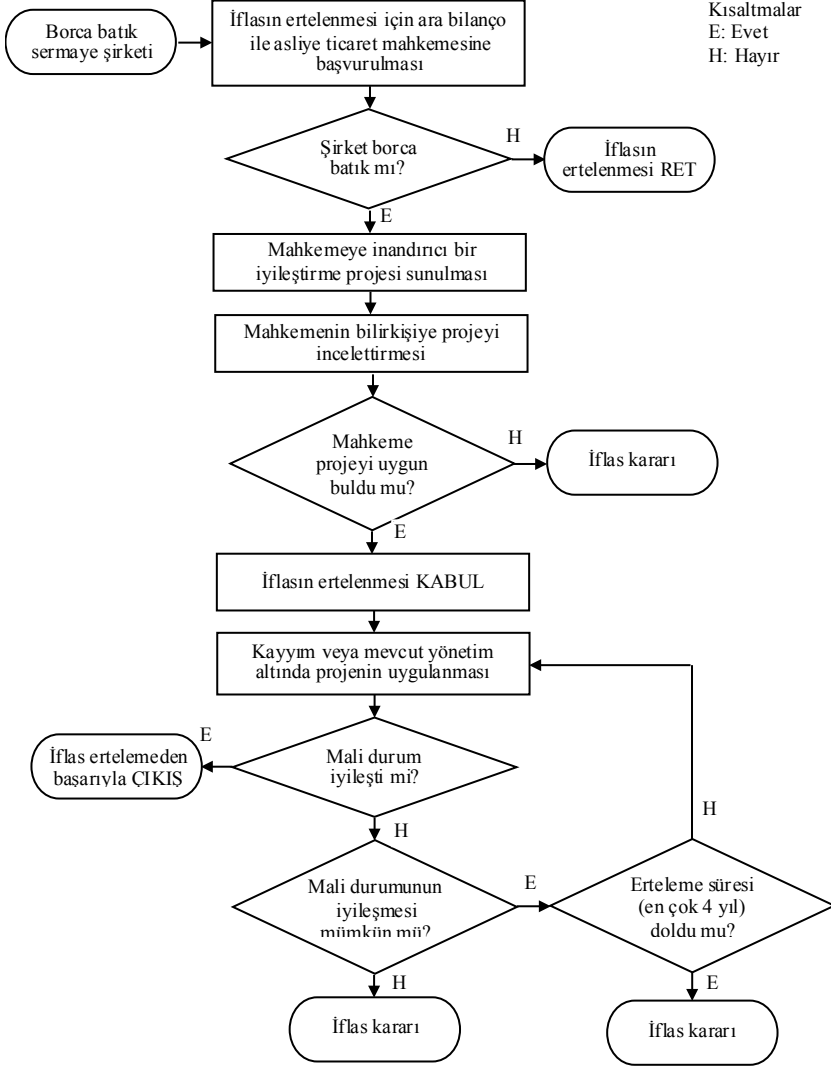 Kısaltmalar
E: Evet
H: Hayır
Borca batık
sermaye şirketi
İflasın ertelenmesi için ara bilanço
ile asliye ticaret mahkemesine
başvurulması
Şirket borca
batık mı?
H
İflasın
ertelenmesi RET
E
Mahkemeye inandırıcı bir
iyileştirme projesi sunulması
Mahkemenin bilirkişiye projeyi
incelettirmesi
Mahkeme
projeyi uygun
buldu mu?
H
İflas kararı
E
İflasın ertelenmesi KABUL
Kayyım veya mevcut yönetim
altında projenin uygulanması
Mali durum
iyileşti mi?
E
İflas ertelemeden
başarıyla ÇIKIŞ
H
Mali durumunun
iyileşmesi
mümkün mü?
E
Erteleme süresi
(en çok 4 yıl)
doldu mu?
H
H
İflas kararı
E
İflas kararı